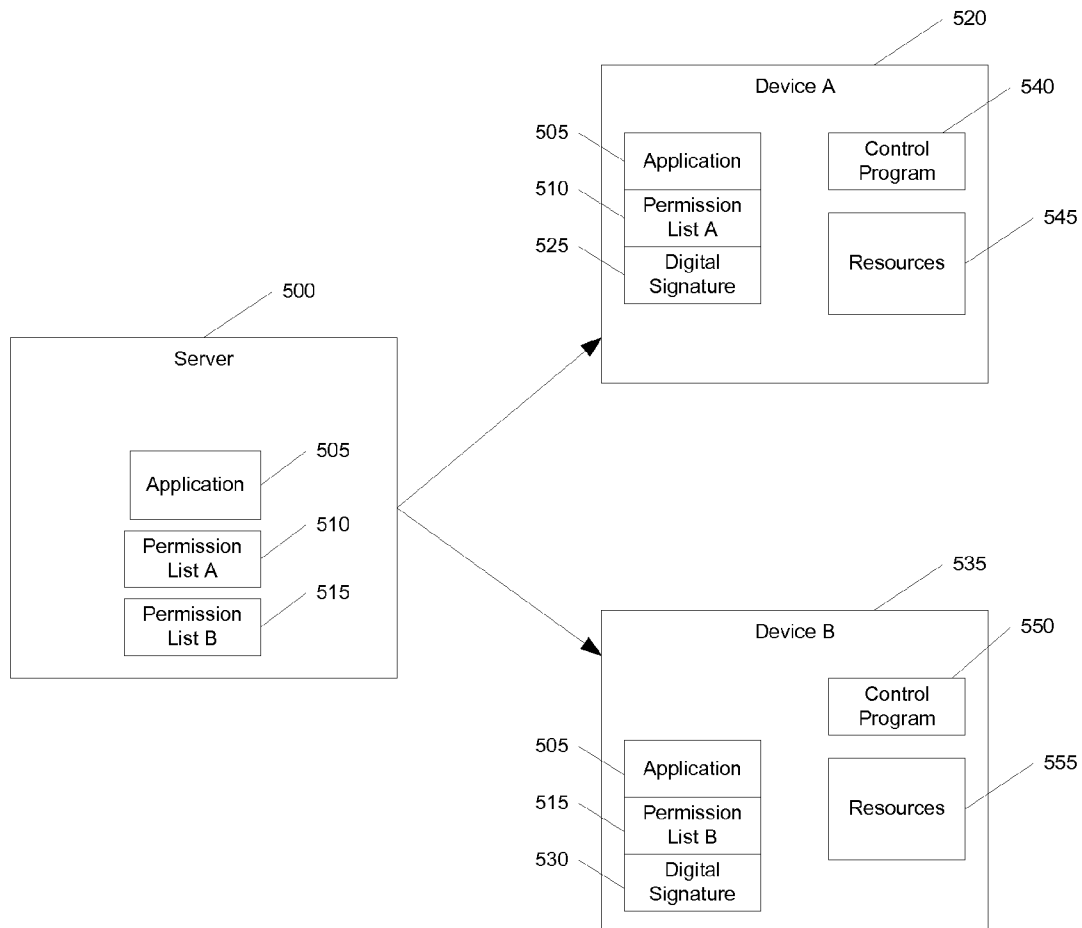 500
Server
505
Application
510
Permission
List A
515
Permission
List B
520
Device A
505
Application
510
Permission
List A
525
Digital
Signature
540
Control
Program
545
Resources
535
Device B
550
Control
Program
505
Application
515
Permission
List B
530
Digital
Signature
555
Resources